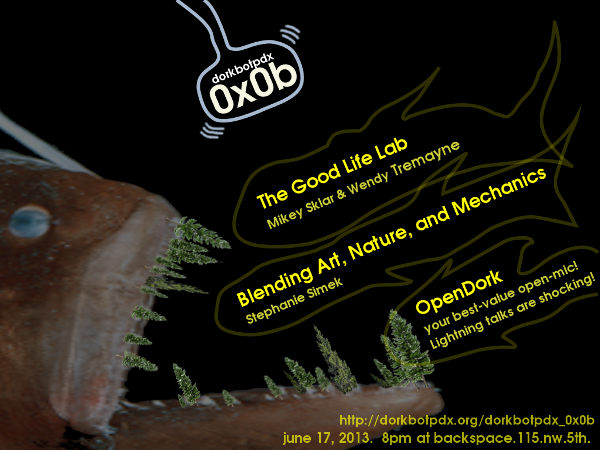 dorkbotpdx
0x0b
The Good Life Lab
Mikey Sklar & Wendy Tremayne
Blending Art, Nature, and Mechanics
Stephanie Simek
OpenDork
your best-value open-mic!
Lightning talks are shocking!
http://dorkbotpdx.org/dorkbotpdx_0x0b
june 17, 2013. 8pm at backspace.115.nw.5th.